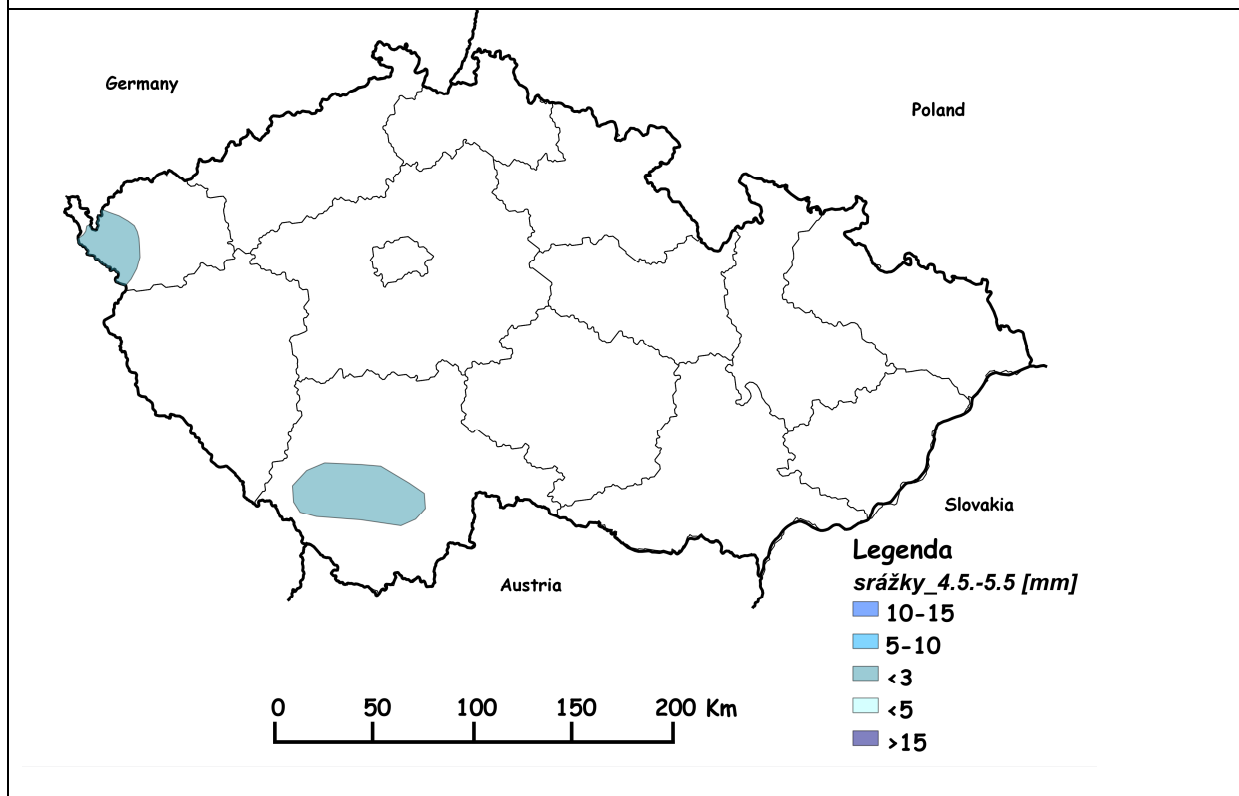 Germany
Poland
Slovakia
Austria
Legenda
srážky_4.5.-5.5 [mm]
10-15
5-10
<3
<5
>15
0 50 100 150 200 Km